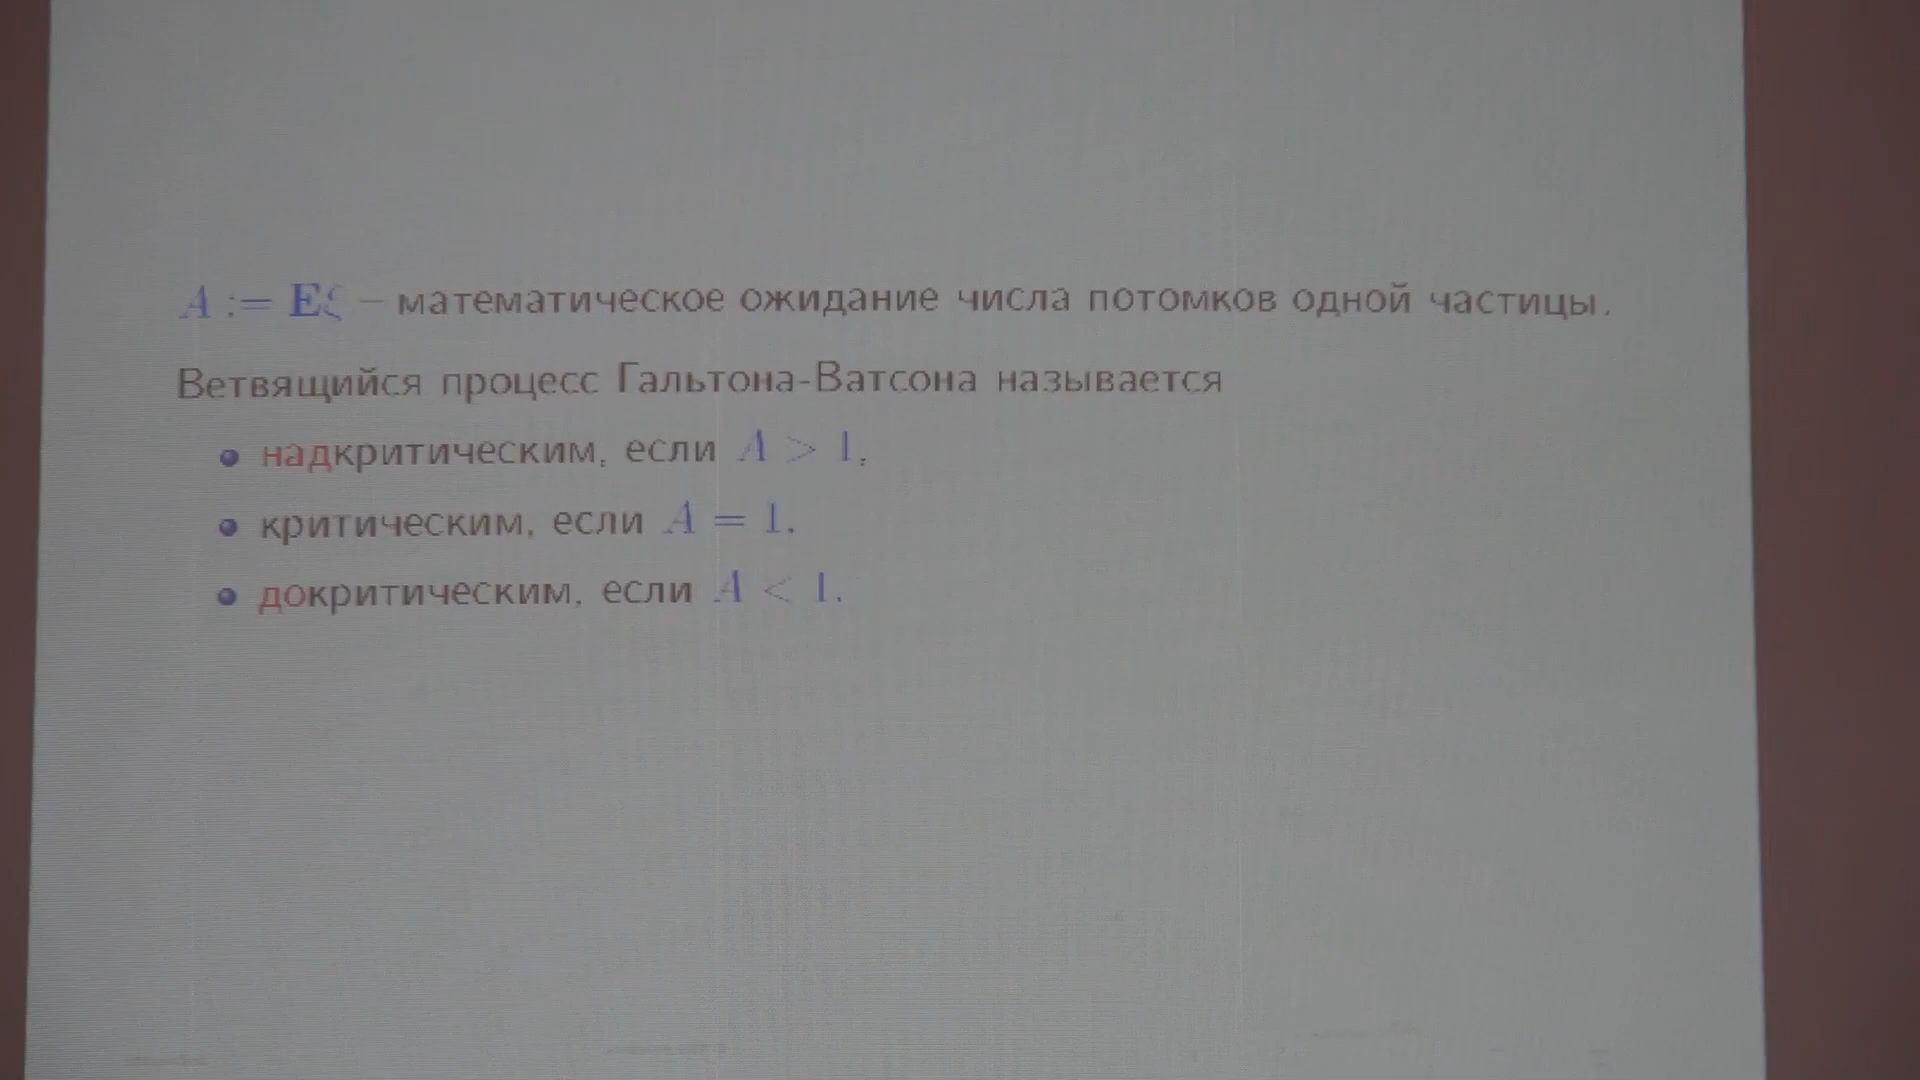 A := Eξ – математическое ожидание числа потомков одной частицы.
Ветвящийся процесс Гальтона-Ватсона называется
• надкритическим, если A > 1,
• критическим, если A = 1,
• докритическим, если A < 1.